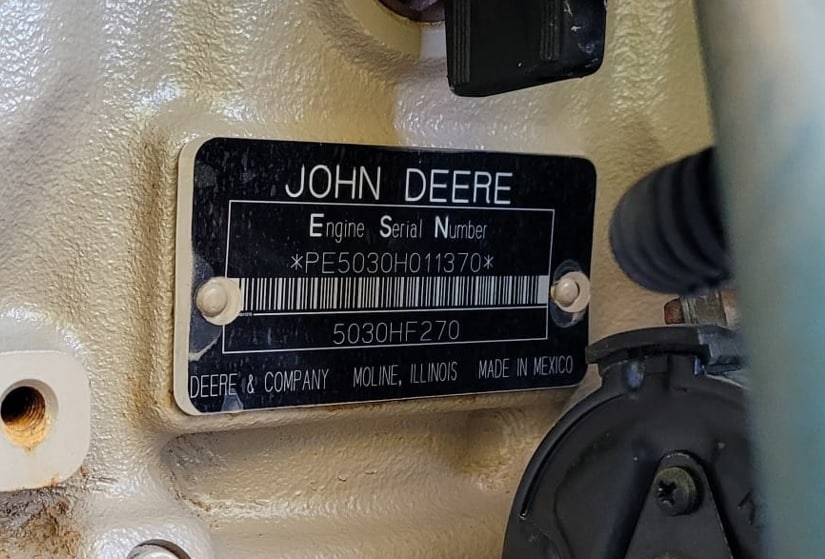 JOHN DEERE
Engine Serial Number
*PE5030H011370*
5030HF270
DEERE & COMPANY MOLINE, ILLINOIS MADE IN MEXICO